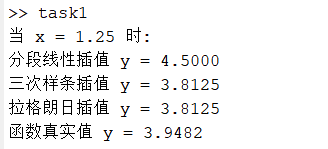 >> task1
当 x = 1.25 时:
分段线性插值 y = 4.5000
三次样条插值 y = 3.8125
拉格朗日插值 y = 3.8125
函数真实值 y = 3.9482